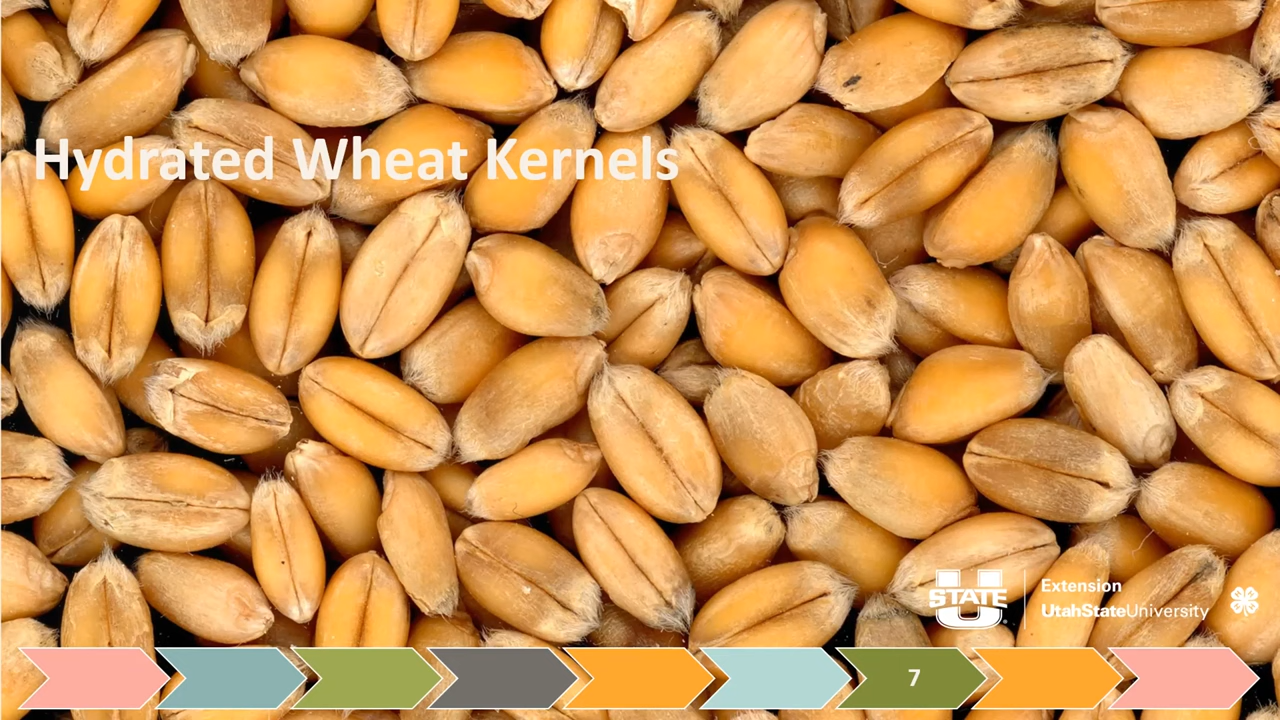 Hydrated Wheat Kernels
U
STATE
Extension
UtahStateUniversity
7